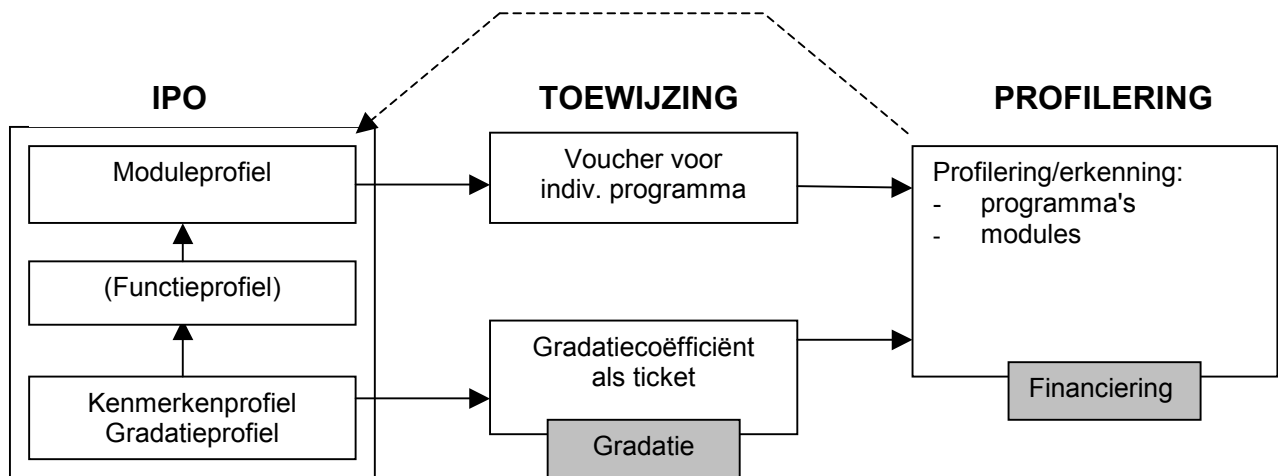 IPO
TOEWIJZING
PROFILERING
Moduleprofiel
(Functieprofiel)
Kenmerkenprofiel
Gradatieprofiel
Voucher voor
indiv. programma
Gradatiecoëfficiënt
als ticket
Gradatie
Profilering/erkenning:
- programma's
- modules
Financiering